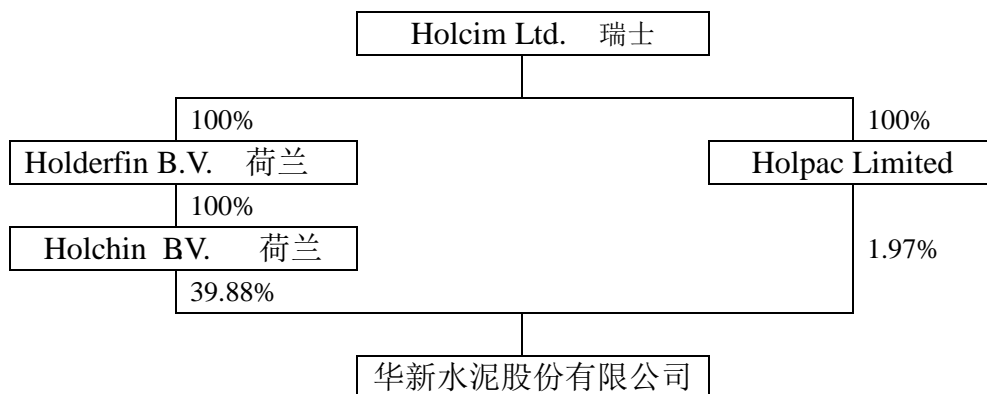 Holcim Ltd. 瑞士
100%
100%
Holderfin B.V. 荷兰
Holpac Limited
100%
Holchin B.V. 荷兰
1.97%
39.88%
华新水泥股份有限公司